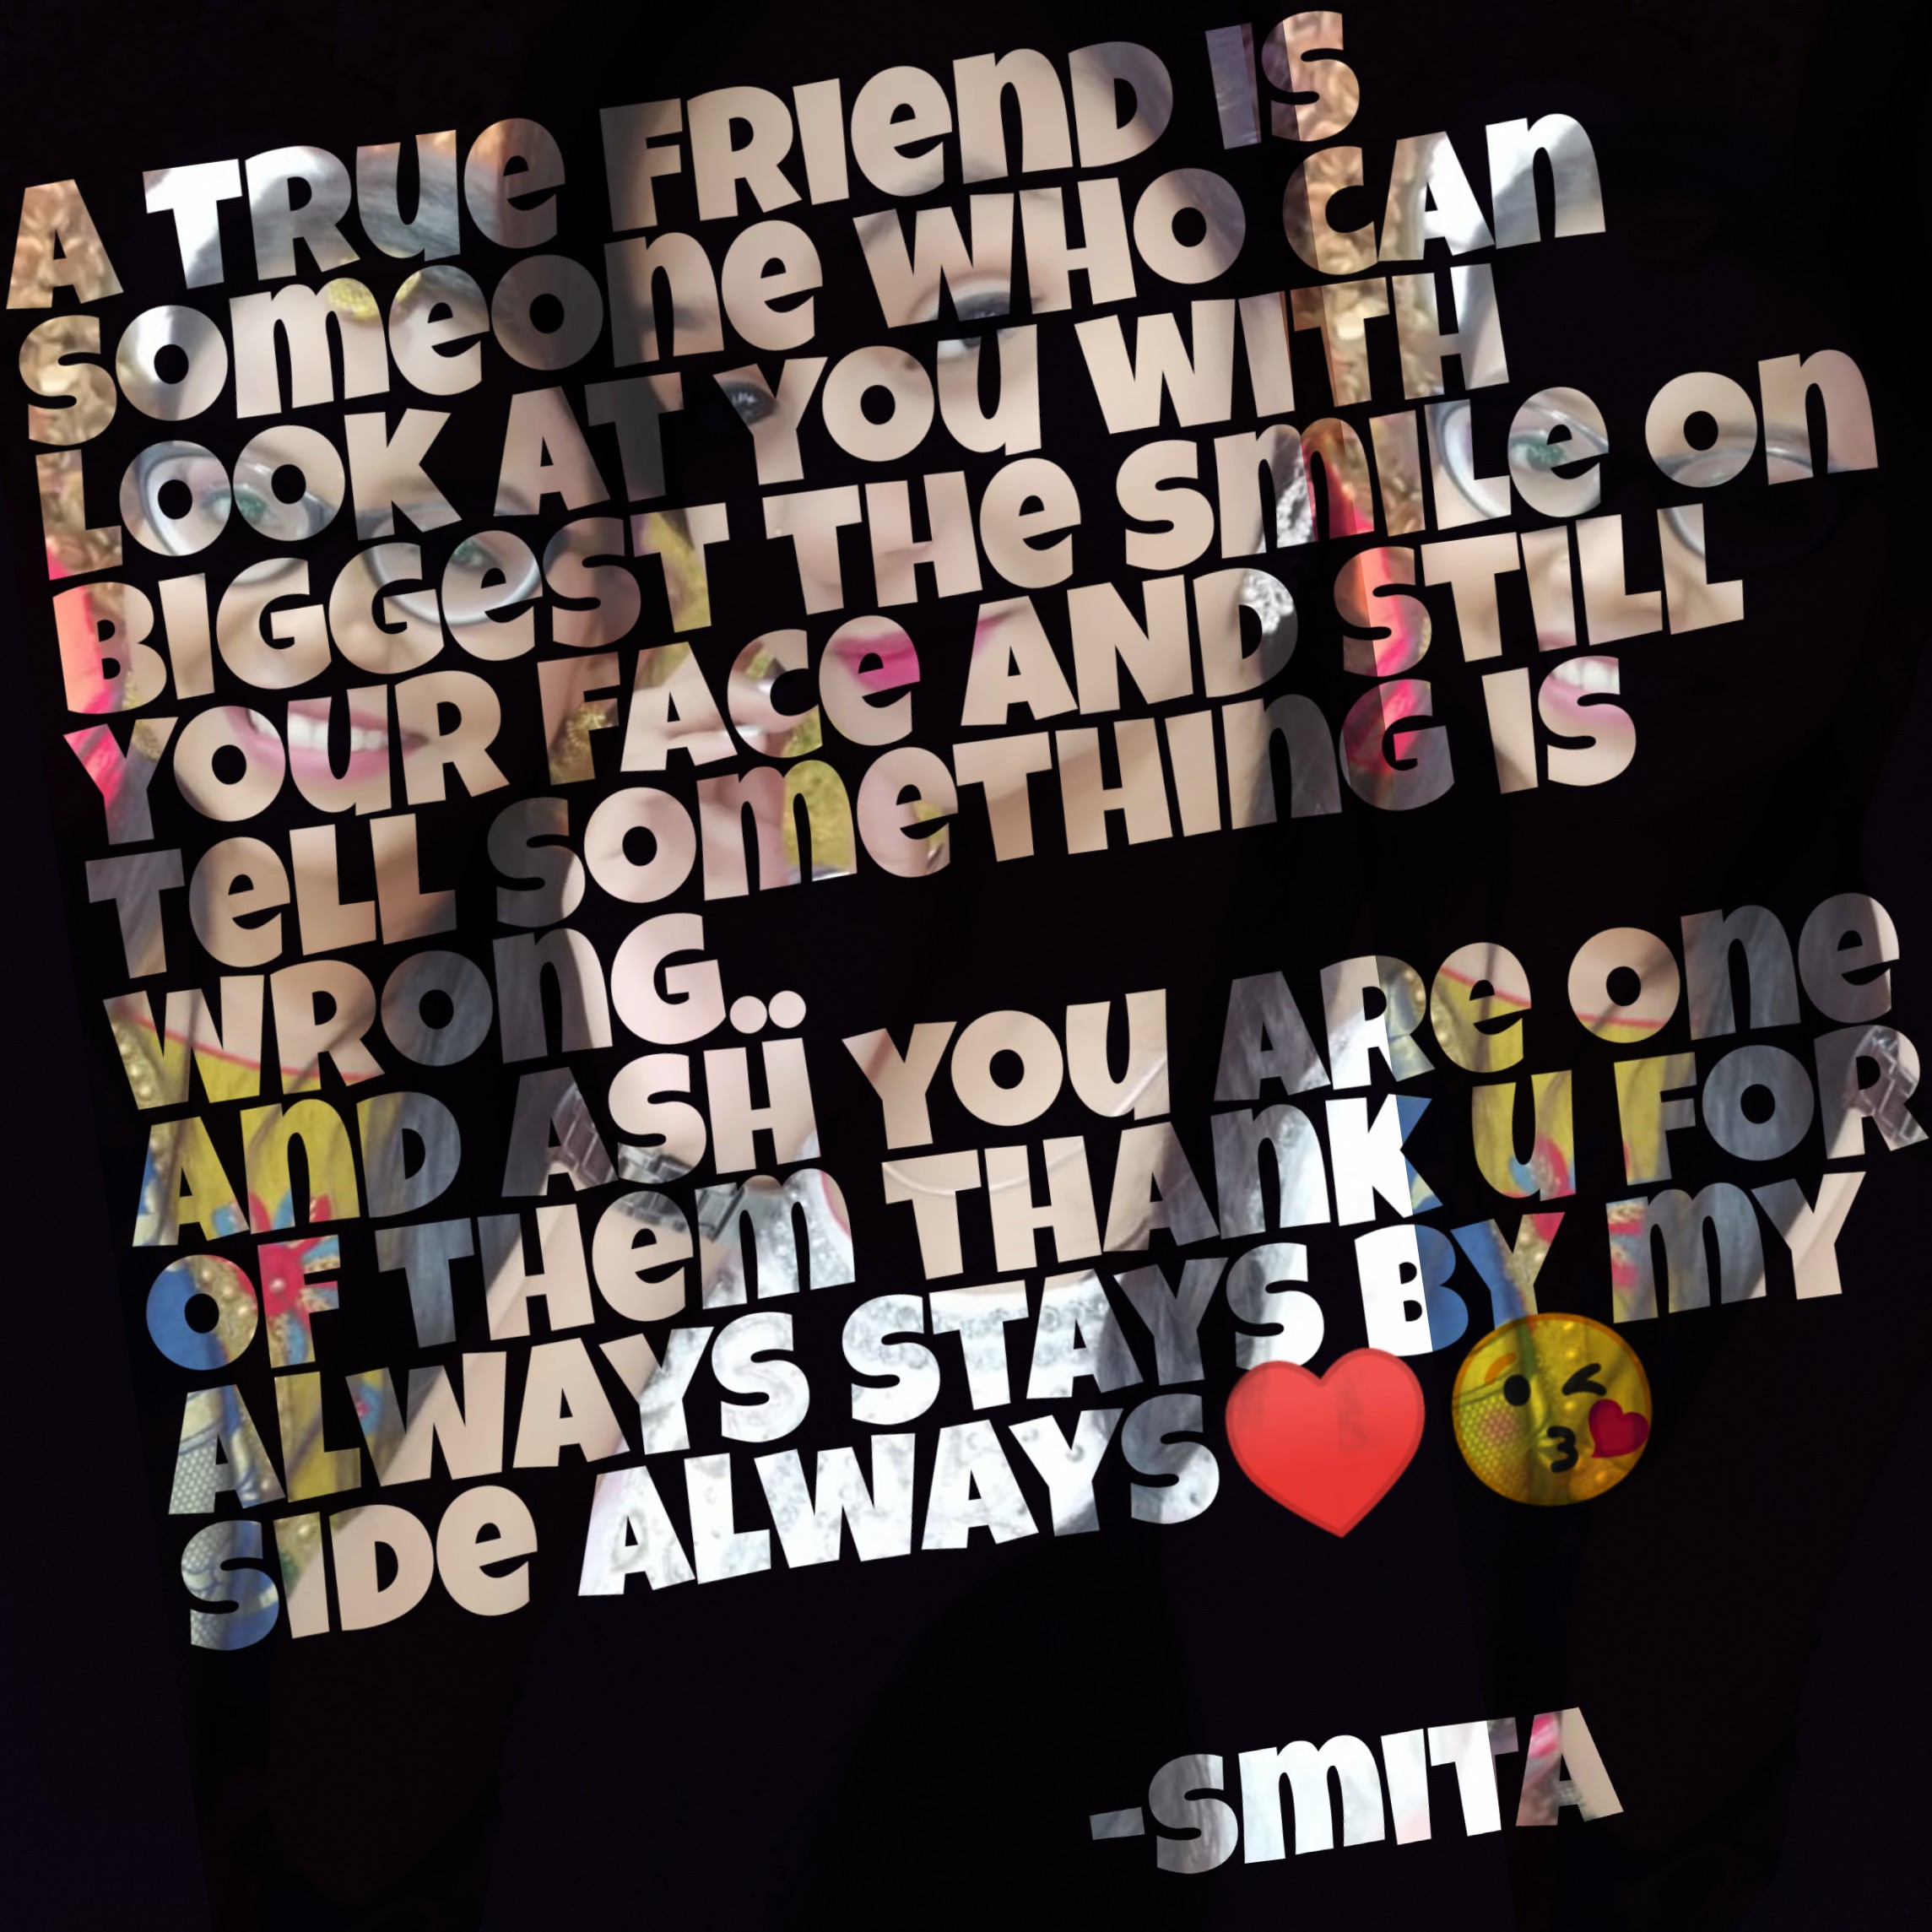 A TRUE FRIEND IS
SOMEONE WHO CAN
LOOK AT YOU WITH
BIGGEST THE SMILE ON
YOUR FACE AND STILL
TELL SOMETHING IS
WRONG..
AND ASH YOU ARE ONE
OF THEM THANK U FOR
ALWAYS STAYS BY MY
SIDE ALWAYS❤️😘
-SMITA